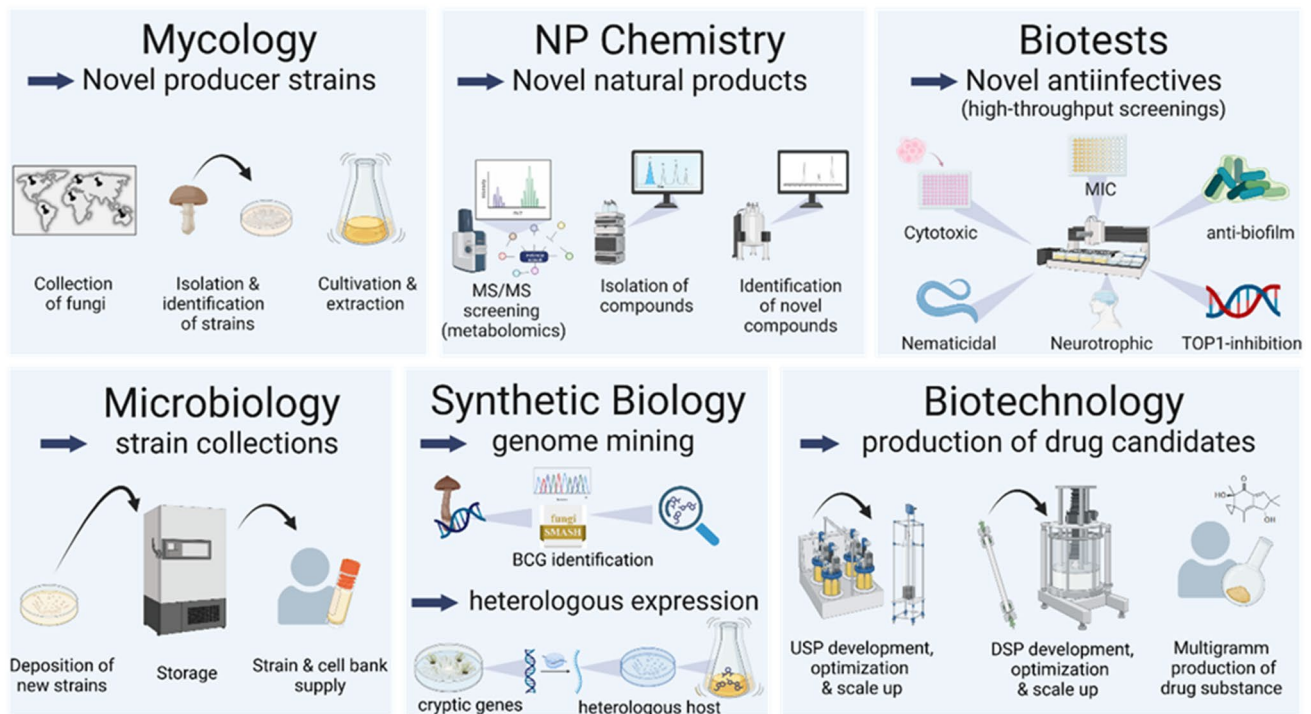 Mycology
Novel producer strains
Collection
of fungi
Isolation &
identification
of strains
Cultivation &
extraction
NP Chemistry
Novel natural products
MS/MS
screening
(metabolomics)
Isolation of
compounds
Identification
of novel
compounds
Biotests
Novel antiinfectives
(high-throughput screenings)
Cytotoxic
MIC
anti-biofilm
Nematicidal
Neurotrophic
TOP1-inhibition
Microbiology
strain collections
Deposition of
new strains
Storage
Strain & cell bank
supply
Synthetic Biology
genome mining
fungi
SMASH
BCG identification
heterologous expression
cryptic genes
heterologous host
Biotechnology
production of drug candidates
USP development,
optimization
& scale up
DSP development,
optimization
& scale up
O
HO
OH
Multigramm
production of
drug substance